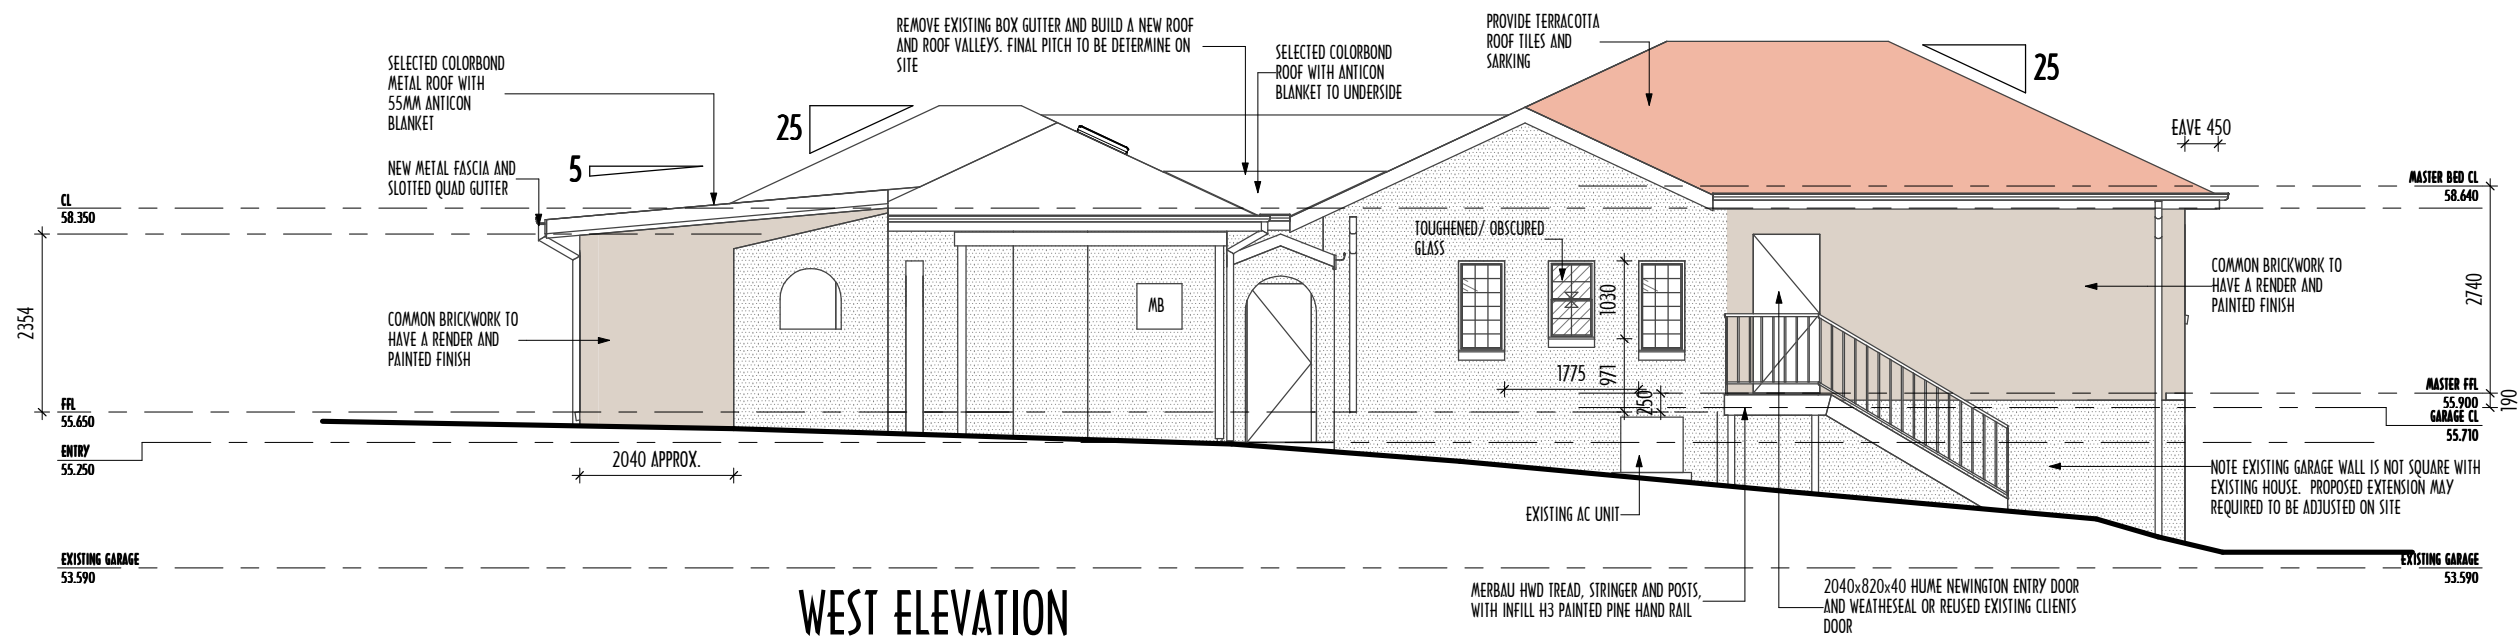 REMOVE EXISTING BOX GUTTER AND BUILD A NEW ROOF
AND ROOF VALLEYS. FINAL PITCH TO BE DETERMINE ON
SITE
PROVIDE TERRACOTTA
ROOF TILES AND
SARKING
SELECTED COLORBOND
METAL ROOF WITH
55MM ANTICON
BLANKET
SELECTED COLORBOND
ROOF WITH ANTICON
BLANKET TO UNDERSIDE
25
25
5
EAVE 450
NEW METAL FASCIA AND
SLOTTED QUAD GUTTER
CL
58.350
MASTER BED CL
58.640
TOUGHENED/ OBSCURED
GLASS
COMMON BRICKWORK TO
HAVE A RENDER AND
PAINTED FINISH
2354
COMMON BRICKWORK TO
HAVE A RENDER AND
PAINTED FINISH
MB
1030
2740
1775
971
250
FFL
55.650
MASTER FFL
55.900
190
GARAGE CL
55.710
ENTRY
55.250
2040 APPROX.
NOTE EXISTING GARAGE WALL IS NOT SQUARE WITH
EXISTING HOUSE. PROPOSED EXTENSION MAY
REQUIRED TO BE ADJUSTED ON SITE
EXISTING AC UNIT
EXISTING GARAGE
53.590
EXISTING GARAGE
53.590
MERBAU HWD TREAD, STRINGER AND POSTS,
WITH INFILL H3 PAINTED PINE HAND RAIL
2040x820x40 HUME NEWINGTON ENTRY DOOR
AND WEATHESEAL OR REUSED EXISTING CLIENTS
DOOR
WEST ELEVATION